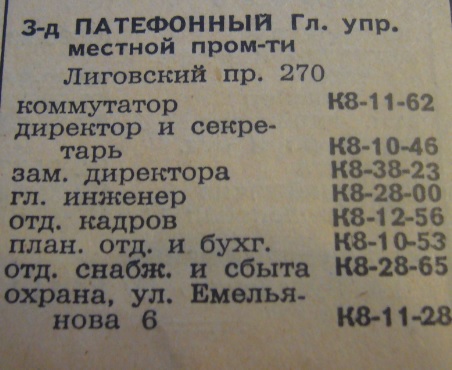 З-д ПАТЕФОННЫЙ Гл. упр.
местной пром-ти
Лиговский пр. 270
коммутатор К8-11-62
директор и секре-
тарь К8-10-46
зам. директора К8-38-23
гл. инженер К8-28-00
отд. кадров К8-12-56
план. отд. и бухг. К8-10-53
отд. снабж. и сбыта К8-28-65
охрана, ул. Емелья-
нова 6 К8-11-28